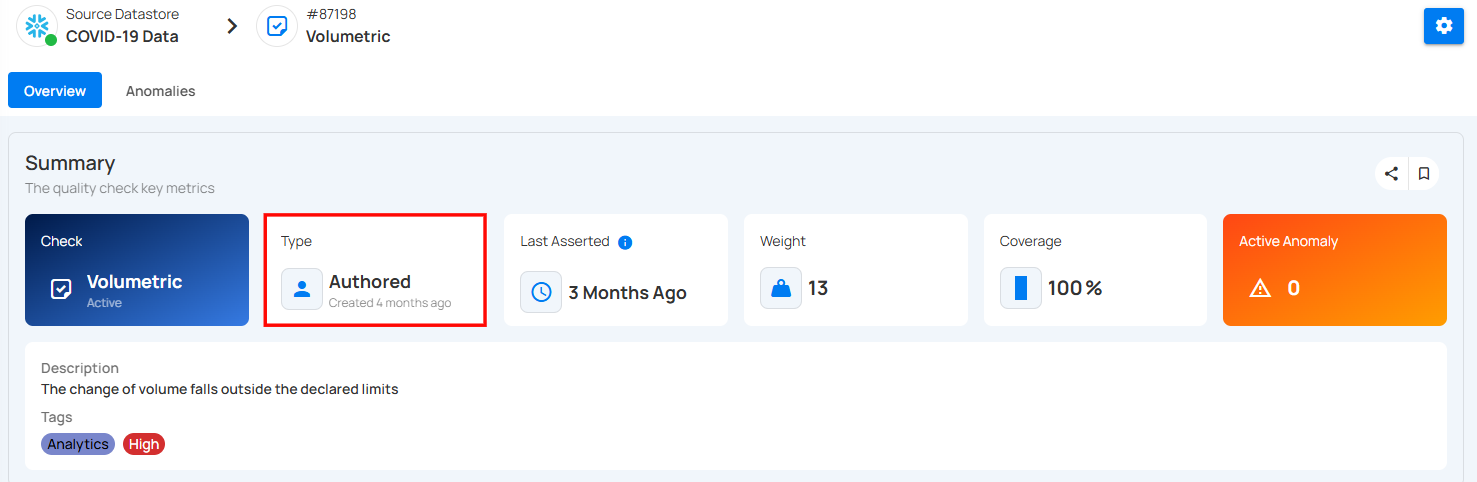 Source Datastore
COVID-19 Data
#87198
Volumetric
Overview
Anomalies
Summary
The quality check key metrics
Check
Volumetric
Active
Type
Authored
Created 4 months ago
Last Asserted
3 Months Ago
Weight
13
Coverage
100%
Active Anomaly
0
Description
The change of volume falls outside the declared limits
Tags
Analytics High